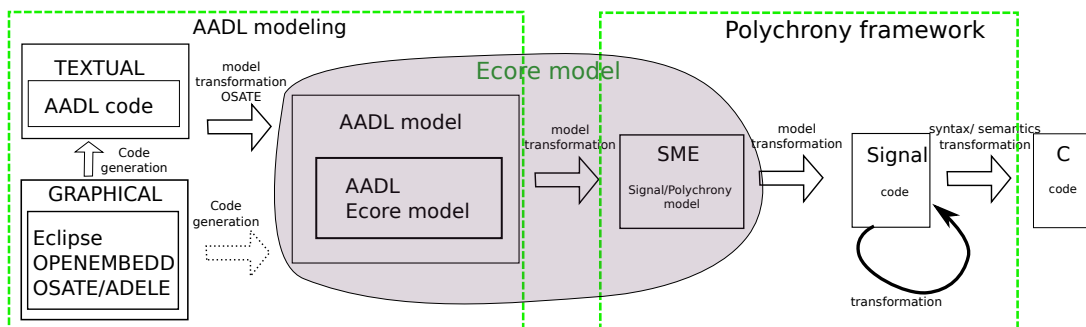 AADL modeling
TEXTUAL
AADL code
Code
generation
GRAPHICAL
Eclipse
OPENEMBEDD
OSATE/ADELE
model
transformation
OSATE
Code
generation
Ecore model
AADL model
AADL
Ecore model
model
transformation
Polychrony framework
SME
Signal/Polychrony
model
model
transformation
Signal
code
transformation
syntax/ semantics
transformation
C
code